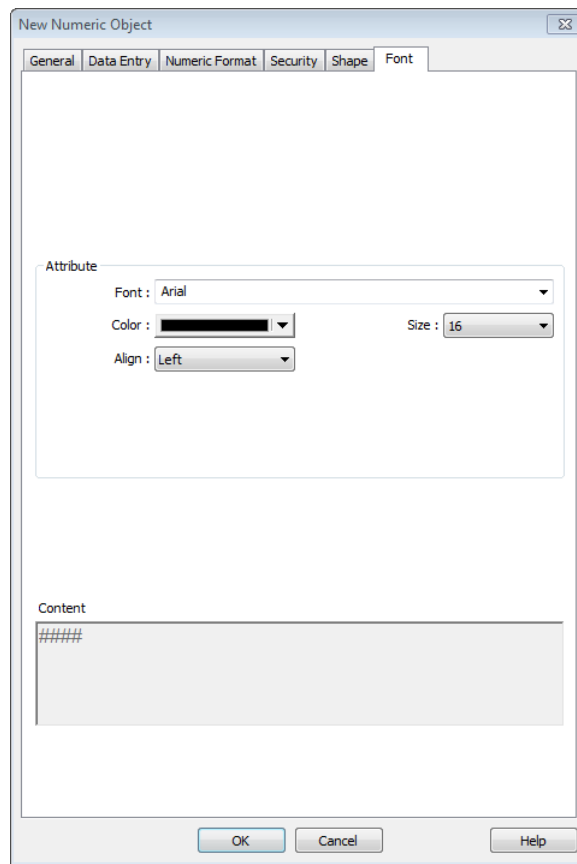 New Numeric Object
General Data Entry Numeric Format Security Shape Font
Attribute
Font : Arial
Color : Size : 16
Align : Left
Content
####
OK Cancel Help